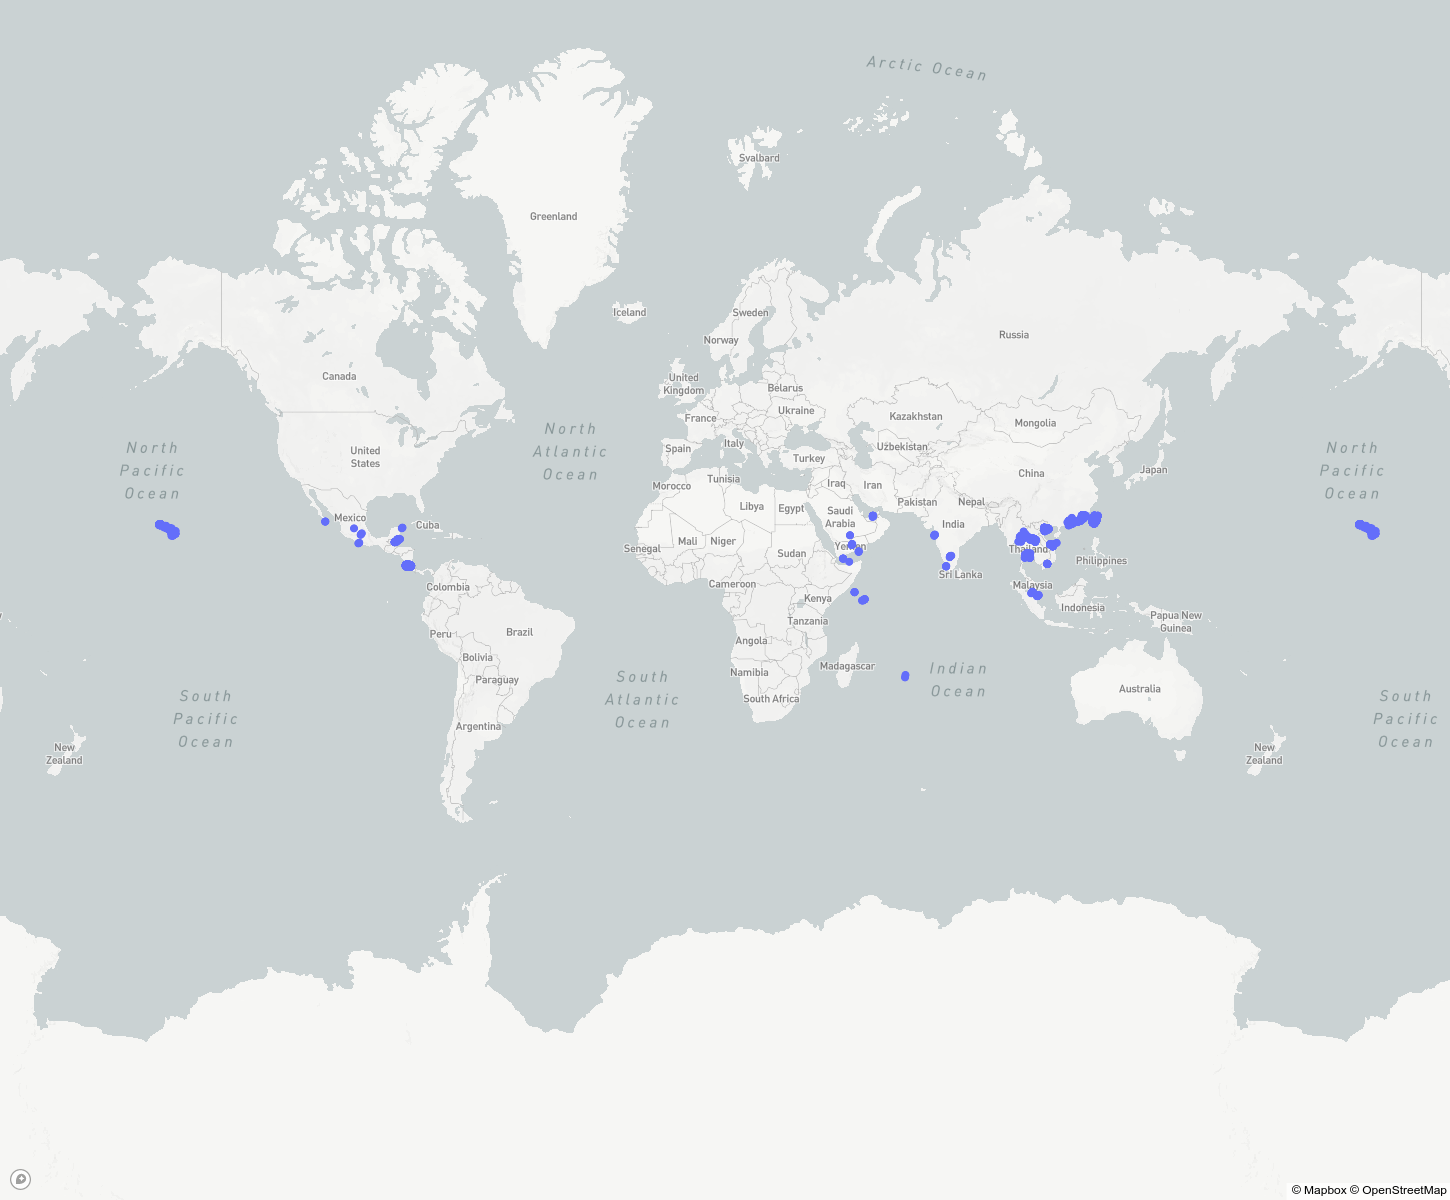 Arctic Ocean
Svalbard
Greenland
Iceland
Sweden
Russia
Norway
Canada
United
Kingdom
Belarus
Ukraine
Kazakhstan
Mongolia
France
North
Atlantic
Ocean
North
Pacific
Ocean
North
Pacific
Ocean
United
States
Spain
Italy
Turkey
Uzbekistan
China
Japan
Morocco
Tunisia
Iraq
Iran
Pakistan
Nepal
Libya
Egypt
Saudi
Arabia
India
Mexico
Cuba
Senegal
Mali
Niger
Sudan
Yemen
Thailand
Philippines
Sri Lanka
Colombia
Cameroon
Kenya
Malaysia
Indonesia
Papua New
Guinea
Peru
Brazil
Tanzania
Angola
Bolivia
Paraguay
Namibia
Madagascar
Indian
Ocean
South
Atlantic
Ocean
South Africa
Australia
South
Pacific
Ocean
South
Pacific
Ocean
Argentina
New
Zealand
New
Zealand
© Mapbox © OpenStreetMap